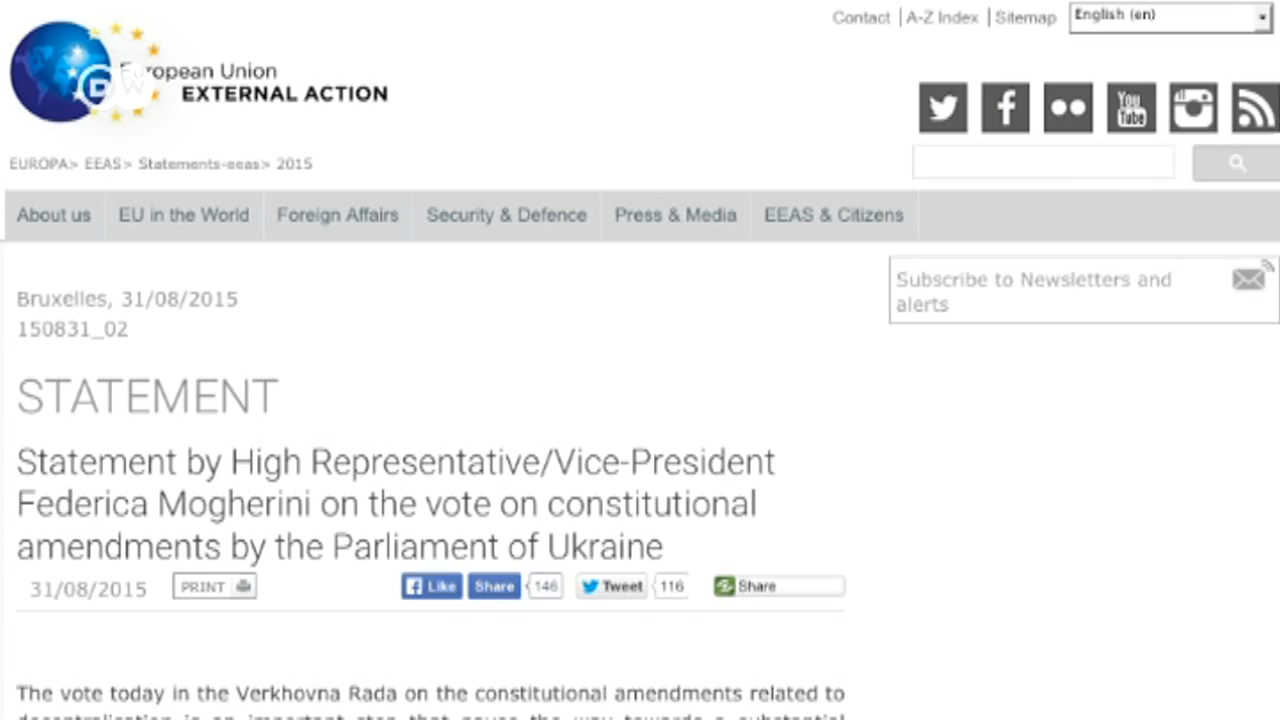 Contact | A-Z Index | Sitemap
English (en)
European Union
EXTERNAL ACTION
DW
You Tube
EUROPA> EEAS> Statements-eeas> 2015
About us EU in the World Foreign Affairs Security & Defence Press & Media EEAS & Citizens
Subscribe to Newsletters and
alerts
Bruxelles, 31/08/2015
150831_02
STATEMENT
Statement by High Representative/Vice-President
Federica Mogherini on the vote on constitutional
amendments by the Parliament of Ukraine
31/08/2015 PRINT Like Share 146 Tweet 116 Share
The vote today in the Verkhovna Rada on the constitutional amendments related to